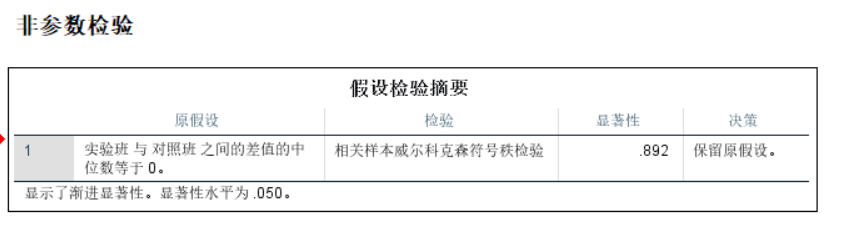 非参数检验
假设检验摘要
原假设 检验 显著性 决策
1 实验班 与 对照班 之间的差值的中 相关样本威尔科克森符号秩检验 .892 保留原假设。
位数等于 0。
显示了渐进显著性。显著性水平为 .050。